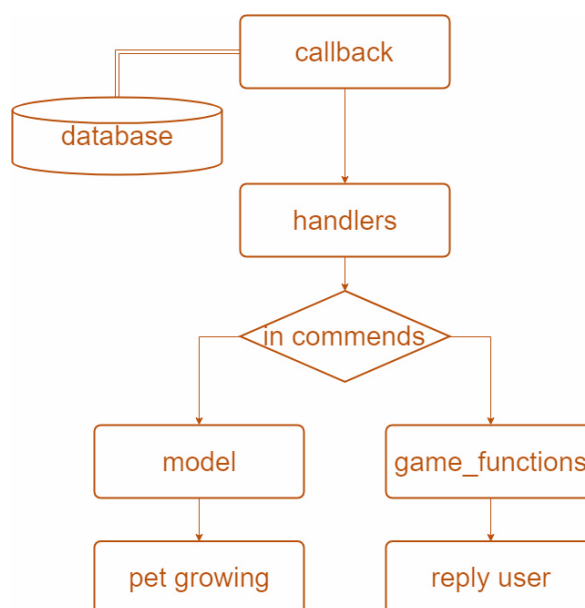 callback
database
handlers
in commends
model
game_functions
pet growing
reply user